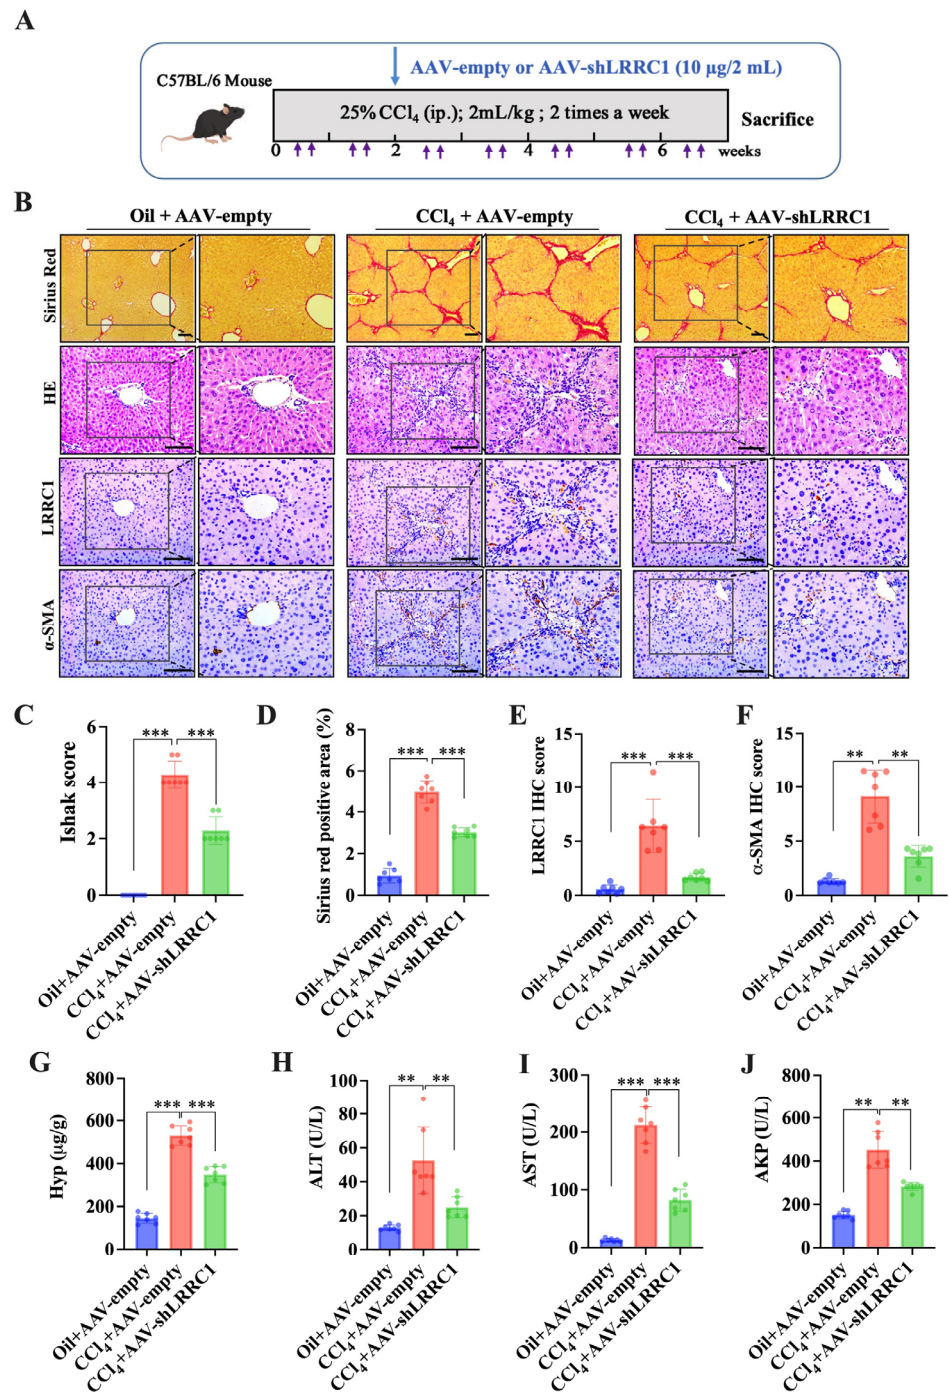 A
AAV-empty or AAV-shLRRC1 (10 μg/2 mL)
C57BL/6 Mouse
25% CCl₄ (ip.); 2mL/kg ; 2 times a week
Sacrifice
0 2 4 6 weeks
B
Oil + AAV-empty CCl₄ + AAV-empty CCl₄ + AAV-shLRRC1
Sirius Red
HE
LRRC1
α-SMA
C
Ishak score
6
4
2
0
*** ***
Oil+AAV-empty
CCl₄+AAV-empty
CCl₄+AAV-shLRRC1
D
Sirius red positive area (%)
8
6
4
2
0
*** ***
Oil+AAV-empty
CCl₄+AAV-empty
CCl₄+AAV-shLRRC1
E
LRRC1 IHC score
15
10
5
0
*** ***
Oil+AAV-empty
CCl₄+AAV-empty
CCl₄+AAV-shLRRC1
F
α-SMA IHC score
15
10
5
0
** **
Oil+AAV-empty
CCl₄+AAV-empty
CCl₄+AAV-shLRRC1
G
Hyp (μg/g)
800
600
400
200
0
*** ***
Oil+AAV-empty
CCl₄+AAV-empty
CCl₄+AAV-shLRRC1
H
ALT (U/L)
100
80
60
40
20
0
** **
Oil+AAV-empty
CCl₄+AAV-empty
CCl₄+AAV-shLRRC1
I
AST (U/L)
300
200
100
0
*** ***
Oil+AAV-empty
CCl₄+AAV-empty
CCl₄+AAV-shLRRC1
J
AKP (U/L)
800
600
400
200
0
** **
Oil+AAV-empty
CCl₄+AAV-empty
CCl₄+AAV-shLRRC1